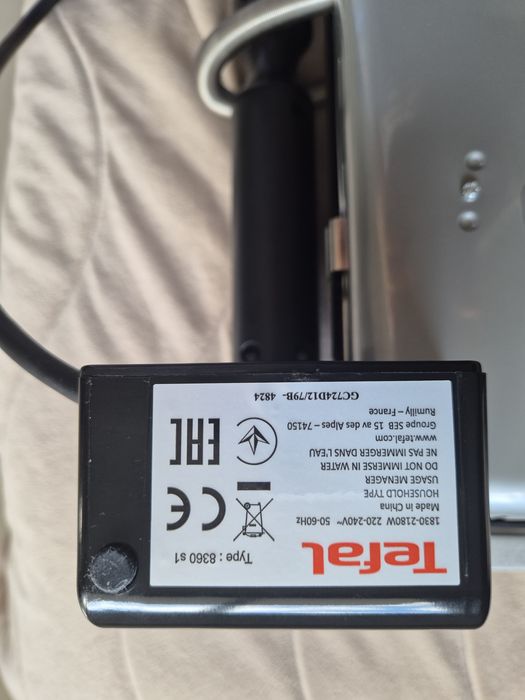 Tefal
Type : 8360 s1
1830-2180W 220-240V~ 50-60Hz
Made in China
HOUSEHOLD TYPE
USAGE MENAGER
DO NOT IMMERSE IN WATER
NE PAS IMMERGER DANS L'EAU
www.tefal.com
Groupe SEB 15 av des Alpes – 74150
Rumilly – France
GC724D12/79B- 4824
CE
EAC